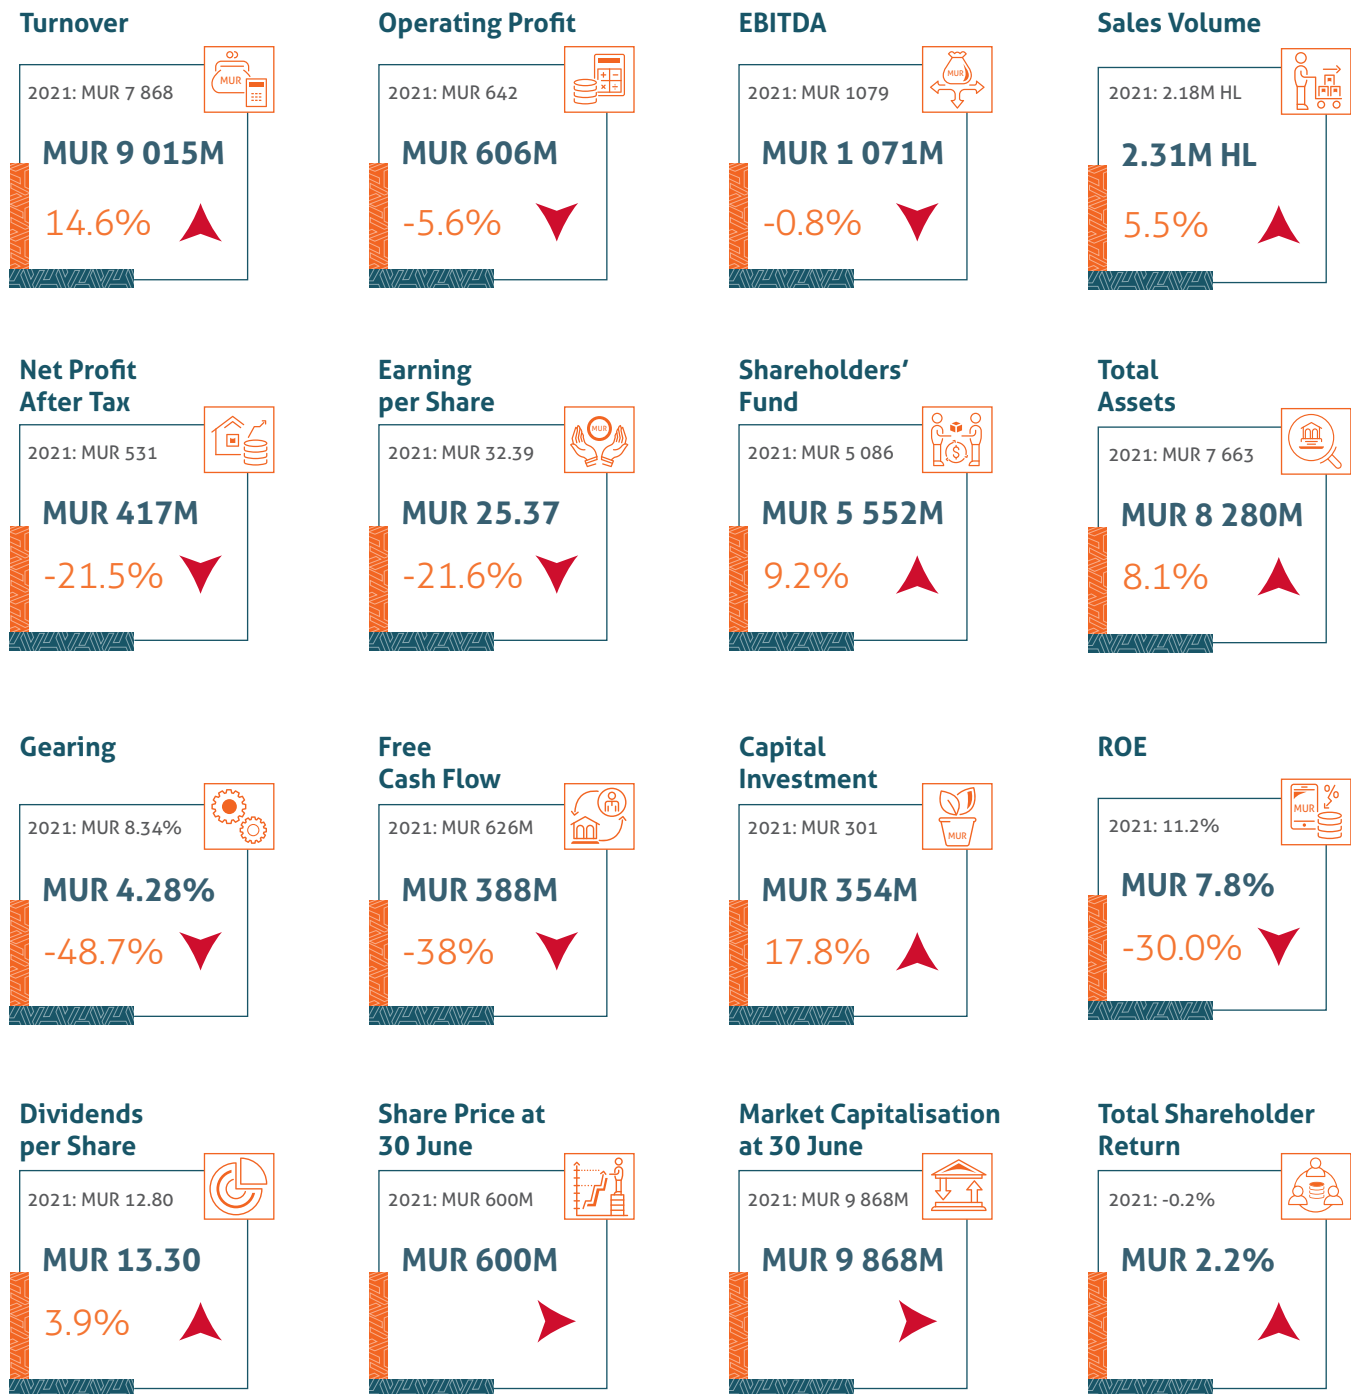 Turnover
MUR
2021: MUR 7 868
MUR 9 015M
14.6%
Operating Profit
2021: MUR 642
MUR 606M
-5.6%
EBITDA
MUR
2021: MUR 1079
MUR 1 071M
-0.8%
Sales Volume
2021: 2.18M HL
2.31M HL
5.5%
Net Profit
After Tax
2021: MUR 531
MUR 417M
-21.5%
Earning
per Share
MUR
2021: MUR 32.39
MUR 25.37
-21.6%
Shareholders’
Fund
$
2021: MUR 5 086
MUR 5 552M
9.2%
Total
Assets
2021: MUR 7 663
MUR 8 280M
8.1%
Gearing
2021: MUR 8.34%
MUR 4.28%
-48.7%
Free
Cash Flow
2021: MUR 626M
MUR 388M
-38%
Capital
Investment
MUR
2021: MUR 301
MUR 354M
17.8%
ROE
%
MUR
2021: 11.2%
MUR 7.8%
-30.0%
Dividends
per Share
2021: MUR 12.80
MUR 13.30
3.9%
Share Price at
30 June
2021: MUR 600M
MUR 600M
Market Capitalisation
at 30 June
2021: MUR 9 868M
MUR 9 868M
Total Shareholder
Return
2021: -0.2%
MUR 2.2%